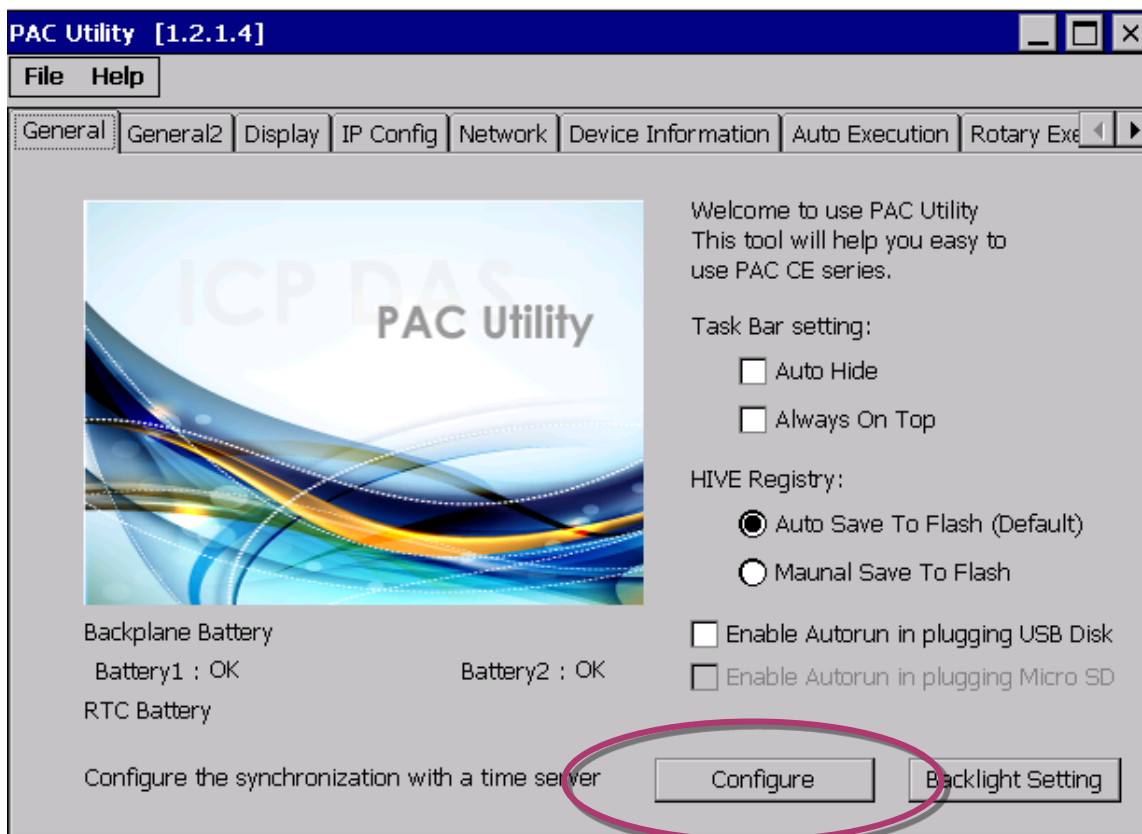 PAC Utility [1.2.1.4]
File Help
General General2 Display IP Config Network Device Information Auto Execution Rotary Exe
ICP DAS
PAC Utility
Welcome to use PAC Utility
This tool will help you easy to
use PAC CE series.
Task Bar setting:
Auto Hide
Always On Top
HIVE Registry:
Auto Save To Flash (Default)
Maunal Save To Flash
Backplane Battery
Battery1 : OK Battery2 : OK
RTC Battery
Enable Autorun in plugging USB Disk
Enable Autorun in plugging Micro SD
Configure the synchronization with a time server Configure Backlight Setting